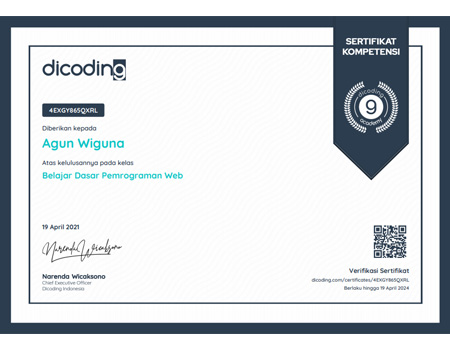 dicoding
SERTIFIKAT
KOMPETENSI
dicoding
9
academy
4EXGY865QXRL
Diberikan kepada
Agun Wiguna
Atas kelulusannya pada kelas
Belajar Dasar Pemrograman Web
19 April 2021
Narenda Wicaksono
Narenda Wicaksono
Chief Executive Officer
Dicoding Indonesia
Verifikasi Sertifikat
dicoding.com/certificates/4EXGY865QXRL
Berlaku hingga 19 April 2024